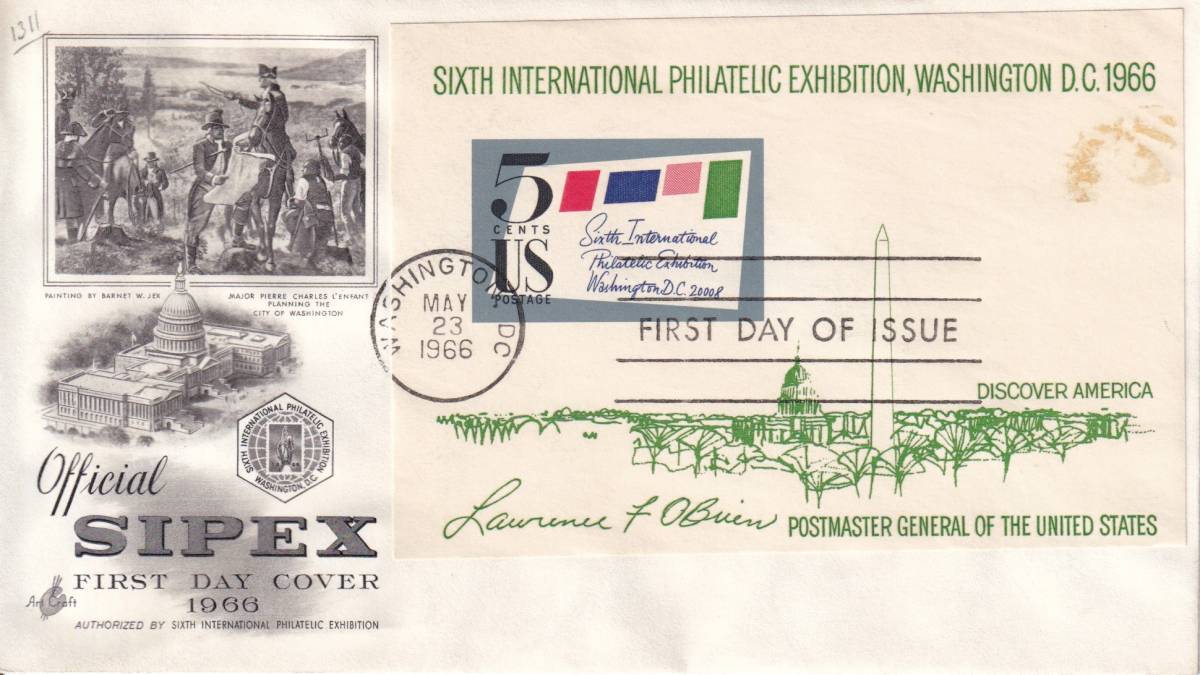 1311
PAINTING BY BARNET W. JEX
MAJOR PIERRE CHARLES L'ENFANT
PLANNING THE
CITY OF WASHINGTON
SIXTH INTERNATIONAL PHILATELIC EXHIBITION
WASHINGTON, D.C.
Official
SIPEX
FIRST DAY COVER
1966
Art Craft
AUTHORIZED BY SIXTH INTERNATIONAL PHILATELIC EXHIBITION
SIXTH INTERNATIONAL PHILATELIC EXHIBITION, WASHINGTON D.C. 1966
5
CENTS
US
POSTAGE
Sixth International
Philatelic Exhibition
Washington D.C. 20008
WASHINGTON, DC
MAY
23
1966
FIRST DAY OF ISSUE
DISCOVER AMERICA
Lawrence F O'Brien POSTMASTER GENERAL OF THE UNITED STATES